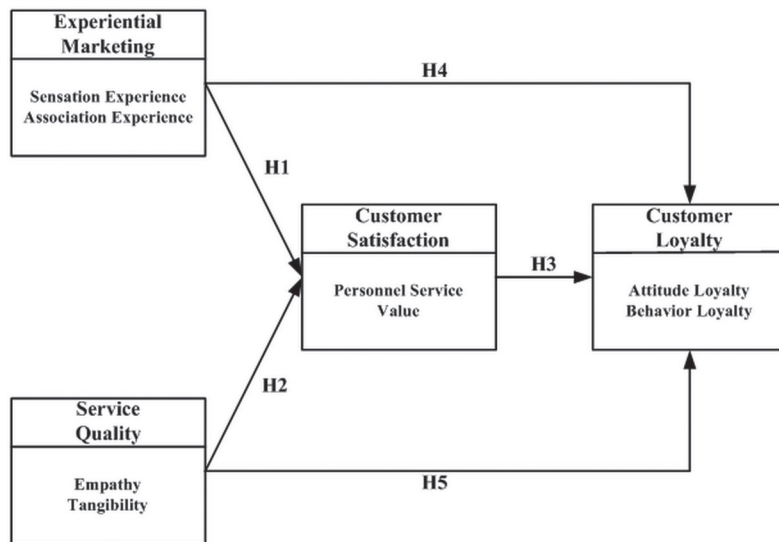 Experiential
Marketing
Sensation Experience
Association Experience
H4
H1
Customer
Satisfaction
Personnel Service
Value
H3
Customer
Loyalty
Attitude Loyalty
Behavior Loyalty
H2
Service
Quality
Empathy
Tangibility
H5